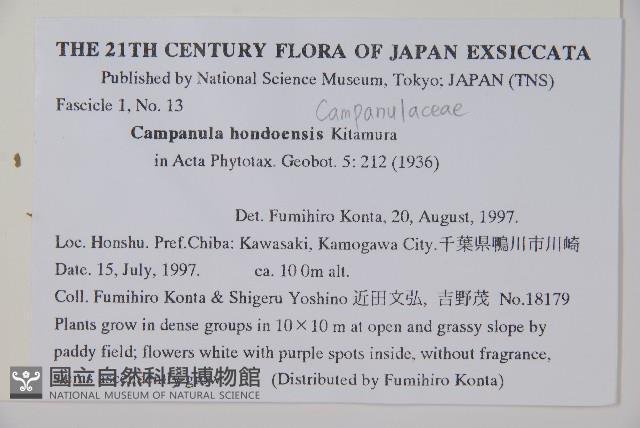 THE 21TH CENTURY FLORA OF JAPAN EXSICCATA
Published by National Science Museum, Tokyo; JAPAN (TNS)
Fascicle 1, No. 13
Campanulaceae
Campanula hondoensis Kitamura
in Acta Phytotax. Geobot. 5: 212 (1936)
Det. Fumihiro Konta, 20, August, 1997.
Loc. Honshu. Pref.Chiba: Kawasaki, Kamogawa City.千葉県鴨川市川崎
Date. 15, July, 1997. ca. 10 0m alt.
Coll. Fumihiro Konta & Shigeru Yoshino 近田文弘, 吉野茂 No.18179
Plants grow in dense groups in 10×10 m at open and grassy slope by
paddy field; flowers white with purple spots inside, without fragrance,
(Distributed by Fumihiro Konta)
國立自然科學博物館
NATIONAL MUSEUM OF NATURAL SCIENCE